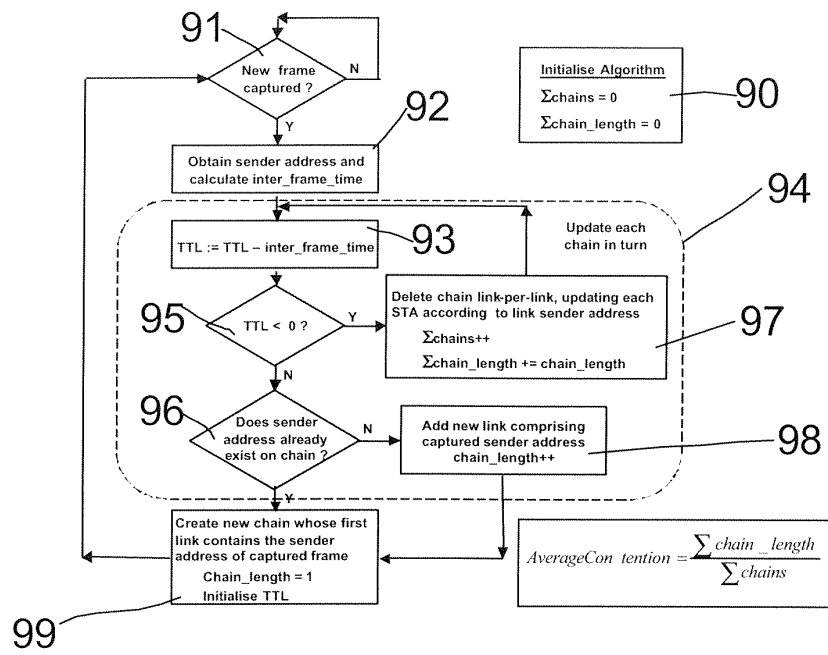 91
New frame
captured ?
N
Y
Initialise Algorithm
Σchains = 0
Σchain_length = 0
90
92
Obtain sender address and
calculate inter_frame_time
94
Update each
chain in turn
93
TTL := TTL – inter_frame_time
95
TTL < 0 ?
Y
N
Delete chain link-per-link, updating each
STA according to link sender address
Σchains++
Σchain_length += chain_length
97
96
Does sender
address already
exist on chain ?
N
Y
Add new link comprising
captured sender address
chain_length++
98
Create new chain whose first
link contains the sender
address of captured frame
Chain_length = 1
Initialise TTL
99
AverageCon tention = ∑ chain _ length / ∑ chains